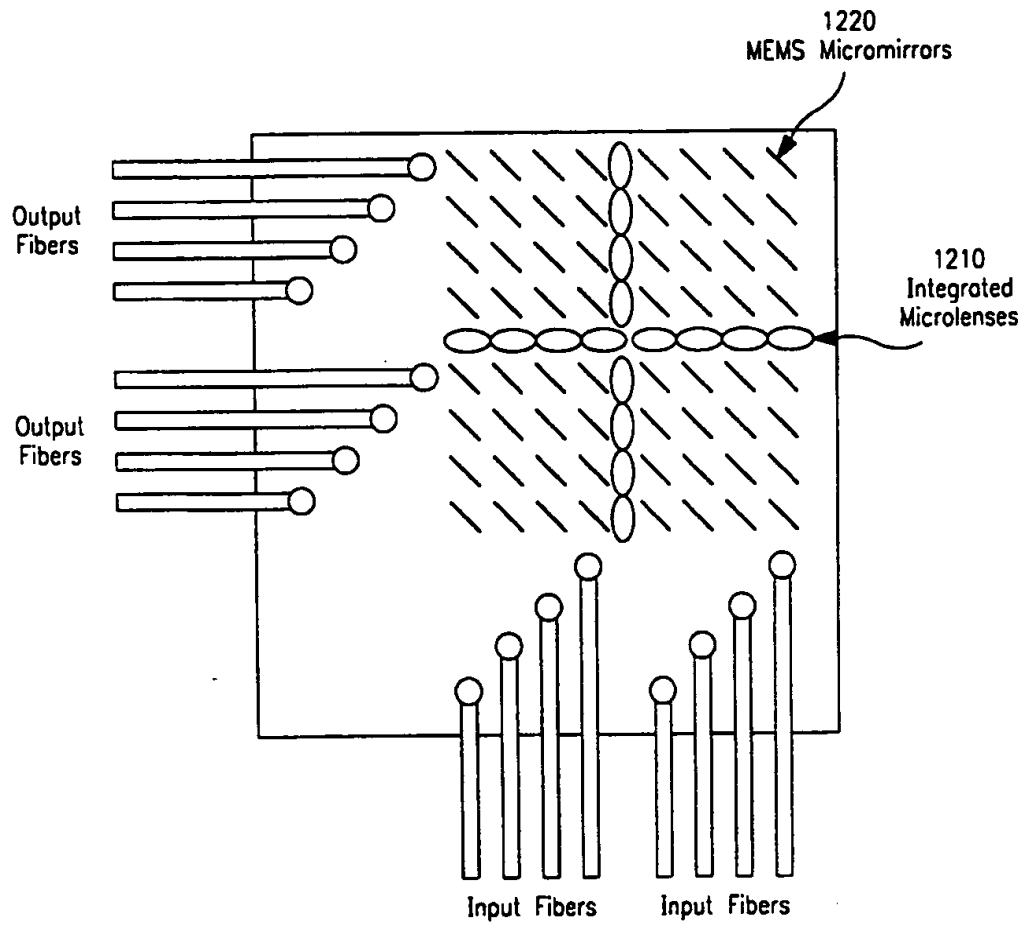 1220
MEMS Micromirrors
Output
Fibers
1210
Integrated
Microlenses
Output
Fibers
Input Fibers
Input Fibers